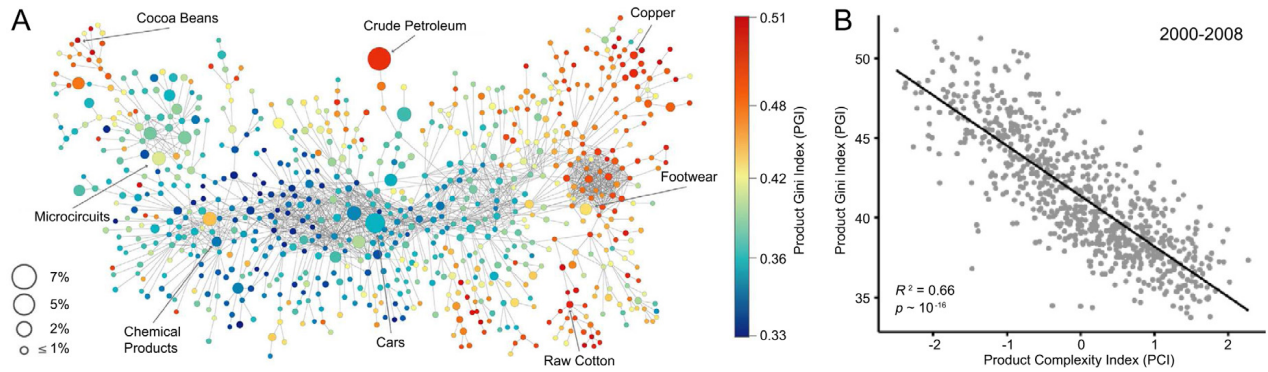 A
Cocoa Beans
Crude Petroleum
Copper
Footwear
Microcircuits
Chemical
Products
Cars
Raw Cotton
7%
5%
2%
≤ 1%
0.51
0.48
0.42
0.36
0.33
Product Gini Index (PGI)
B
2000-2008
50
45
40
35
Product Gini Index (PGI)
R² = 0.66
p ~ 10⁻¹⁶
-2
-1
0
1
2
Product Complexity Index (PCI)